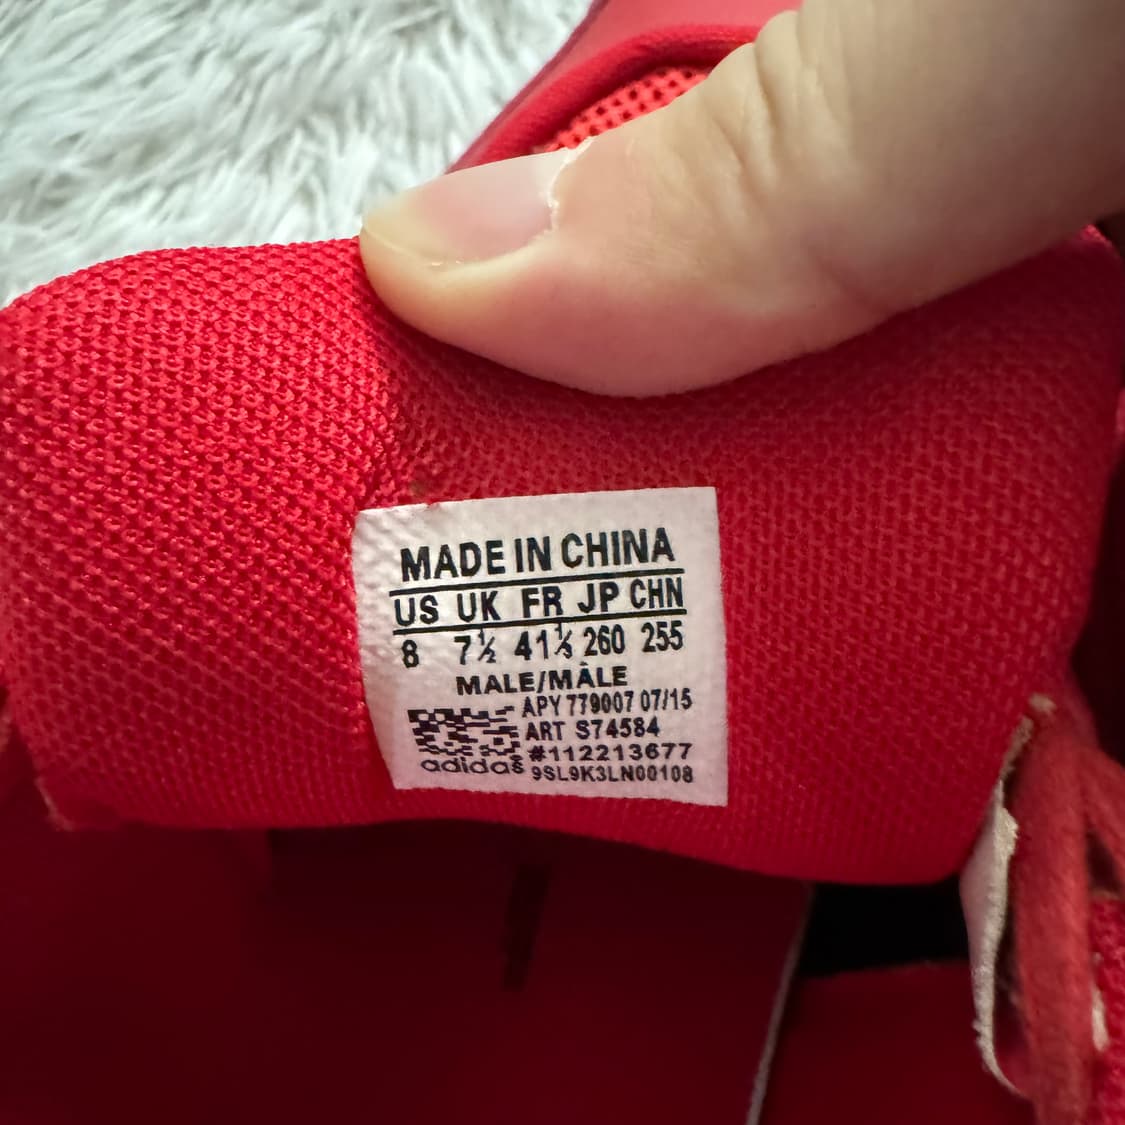 MADE IN CHINA
US UK FR JP CHN
8 7½ 41⅓ 260 255
MALE/MÂLE
APY 779007 07/15
ART S74584
#112213677
adidas 9SL9K3LN00108